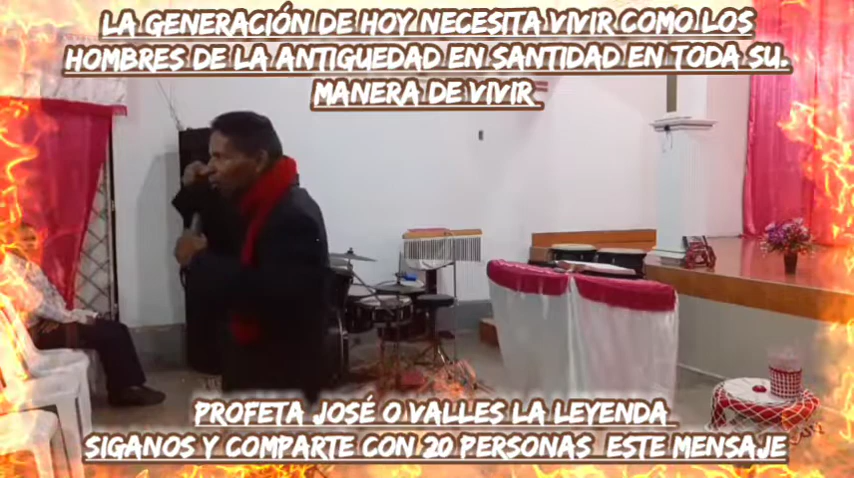 LA GENERACIÓN DE HOY NECESITA VIVIR COMO LOS
HOMBRES DE LA ANTIGUEDAD EN SANTIDAD EN TODA SU.
MANERA DE VIVIR
PROFETA JOSÉ O VALLES LA LEYENDA
SIGANOS Y COMPARTE CON 20 PERSONAS ESTE MENSAJE